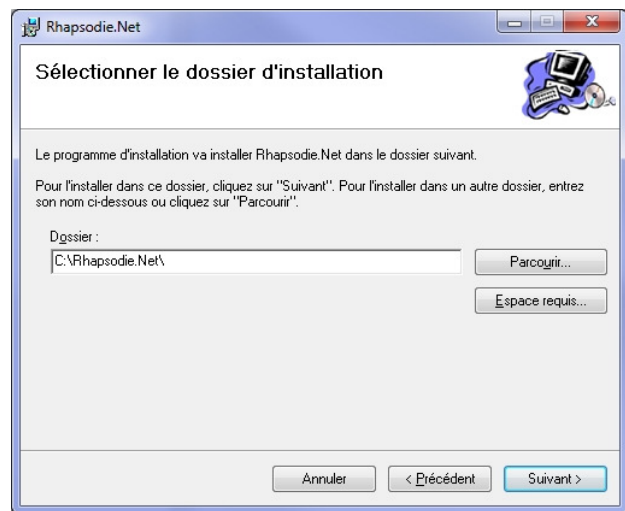 Rhapsodie.Net
Sélectionner le dossier d'installation
Le programme d'installation va installer Rhapsodie.Net dans le dossier suivant.
Pour l'installer dans ce dossier, cliquez sur "Suivant". Pour l'installer dans un autre dossier, entrez
son nom ci-dessous ou cliquez sur "Parcourir".
Dossier :
C:\Rhapsodie.Net\
Parcourir...
Espace requis...
Annuler
< Précédent
Suivant >